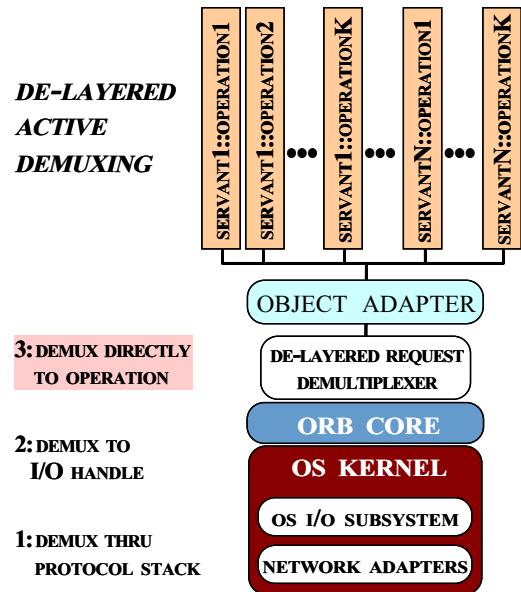 DE-LAYERED
ACTIVE
DEMUXING
SERVANT1::OPERATION1
SERVANT1::OPERATION2
SERVANT1::OPERATIONK
SERVANTN::OPERATION1
SERVANTN::OPERATIONK
OBJECT ADAPTER
3: DEMUX DIRECTLY
TO OPERATION
DE-LAYERED REQUEST
DEMULTIPLEXER
ORB CORE
2: DEMUX TO
I/O HANDLE
OS KERNEL
OS I/O SUBSYSTEM
1: DEMUX THRU
PROTOCOL STACK
NETWORK ADAPTERS